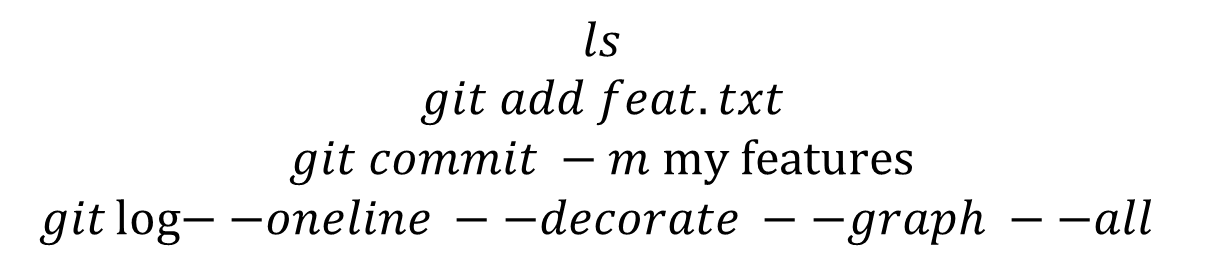 ls
git add feat. txt
git commit − m my features
git log− −oneline − −decorate − −graph − −all